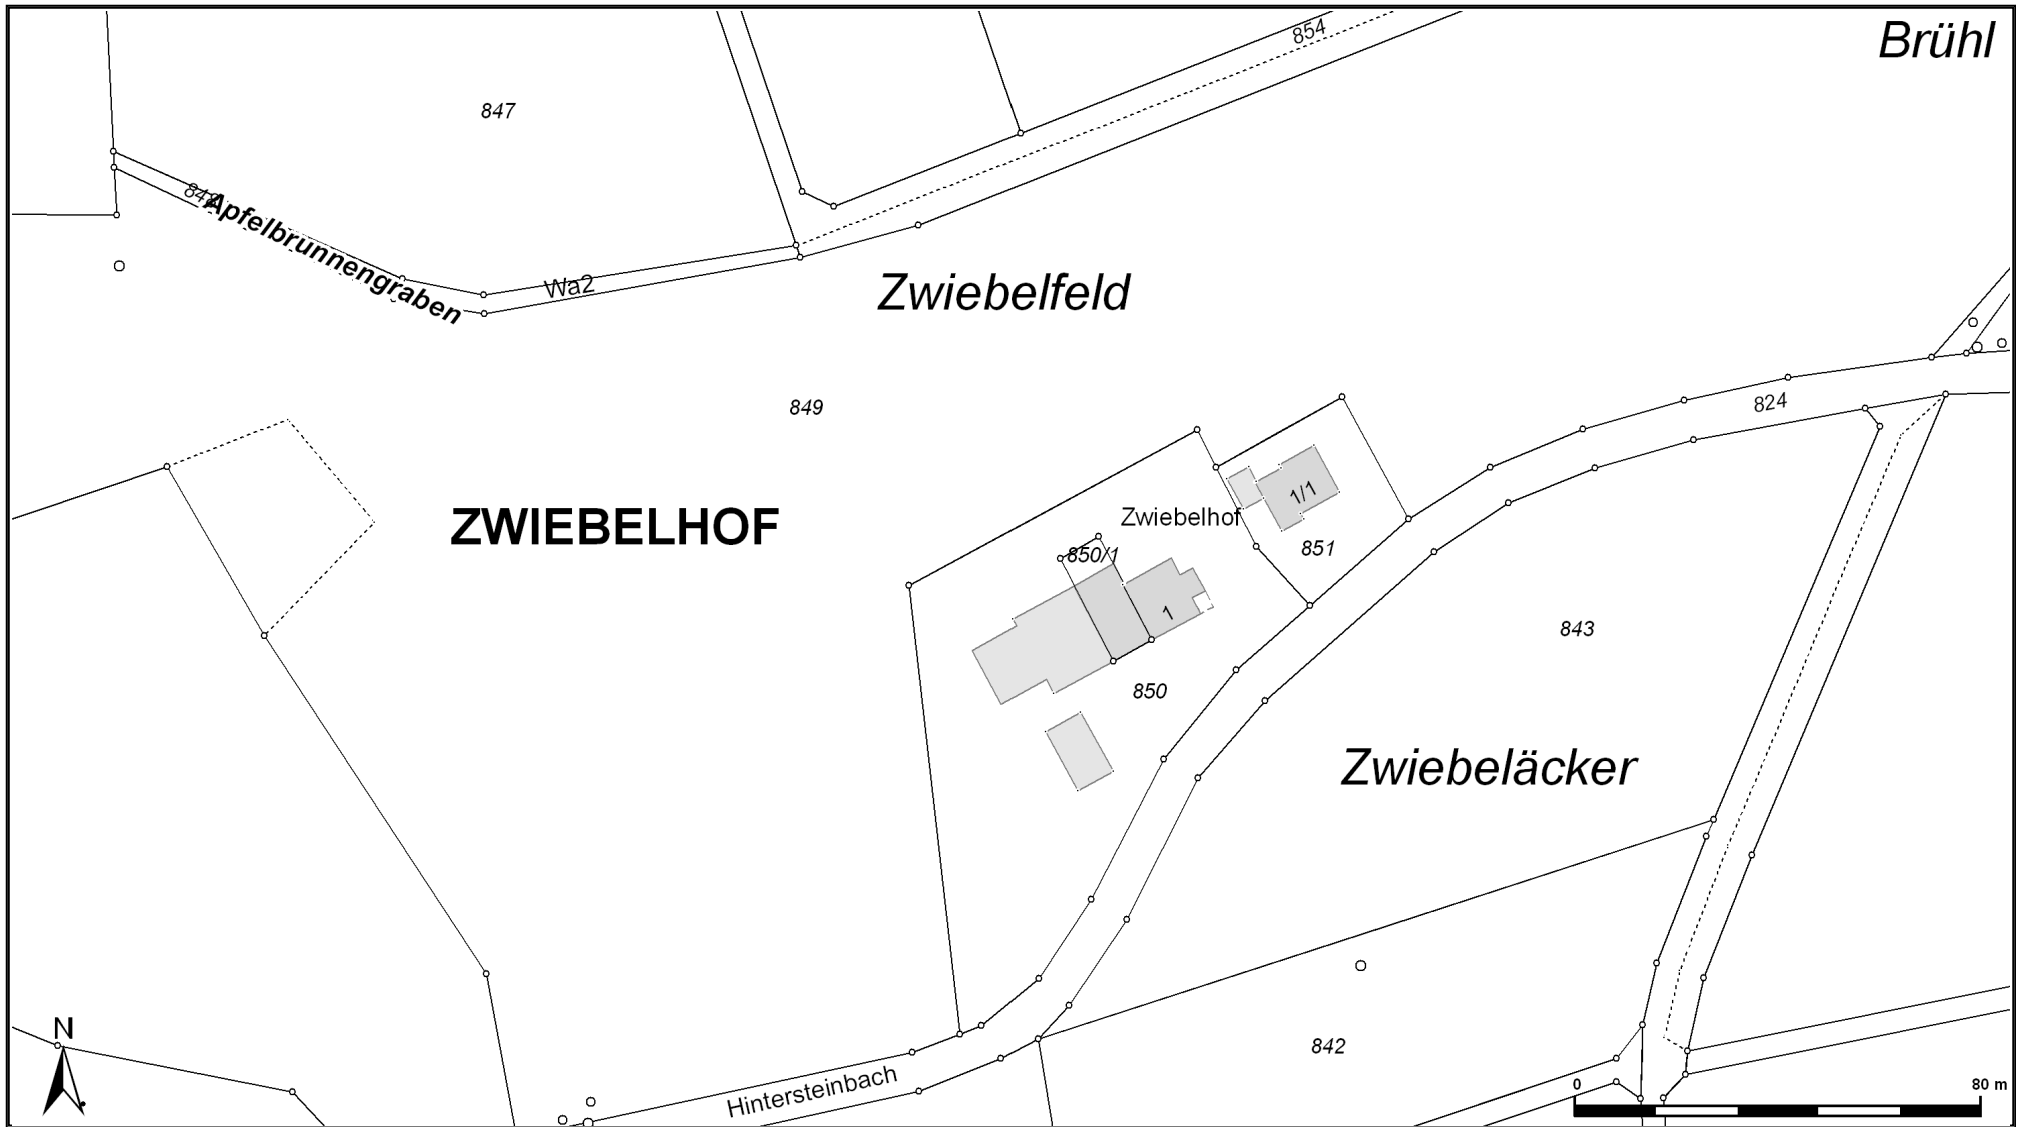 Brühl
854
847
Apfelbrunnengraben
Wa2
Zwiebelfeld
849
824
ZWIEBELHOF
Zwiebelhof
1/1
851
850/1
1
843
850
Zwiebeläcker
842
Hintersteinbach
N
0 80 m